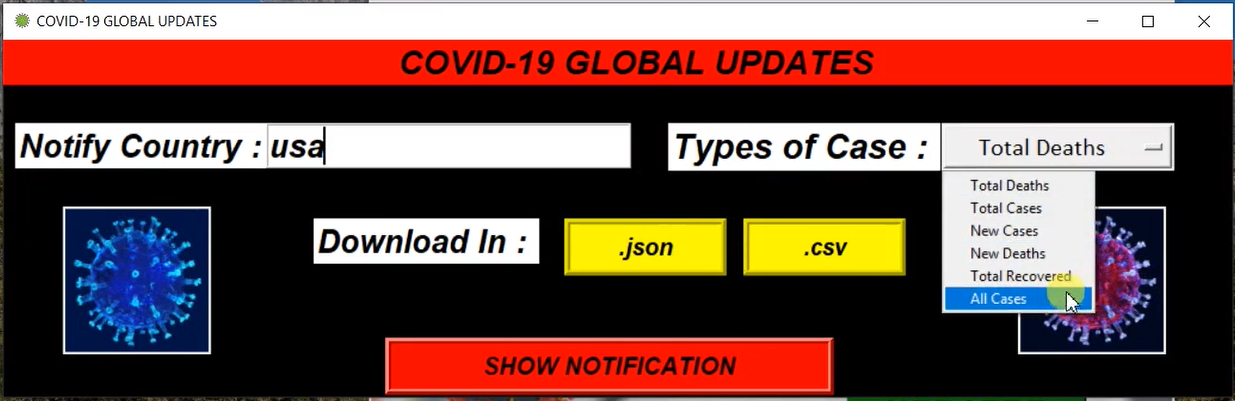 COVID-19 GLOBAL UPDATES
COVID-19 GLOBAL UPDATES
Notify Country : usa
Types of Case : Total Deaths
Total Deaths
Total Cases
New Cases
New Deaths
Total Recovered
All Cases
Download In : .json .csv
SHOW NOTIFICATION